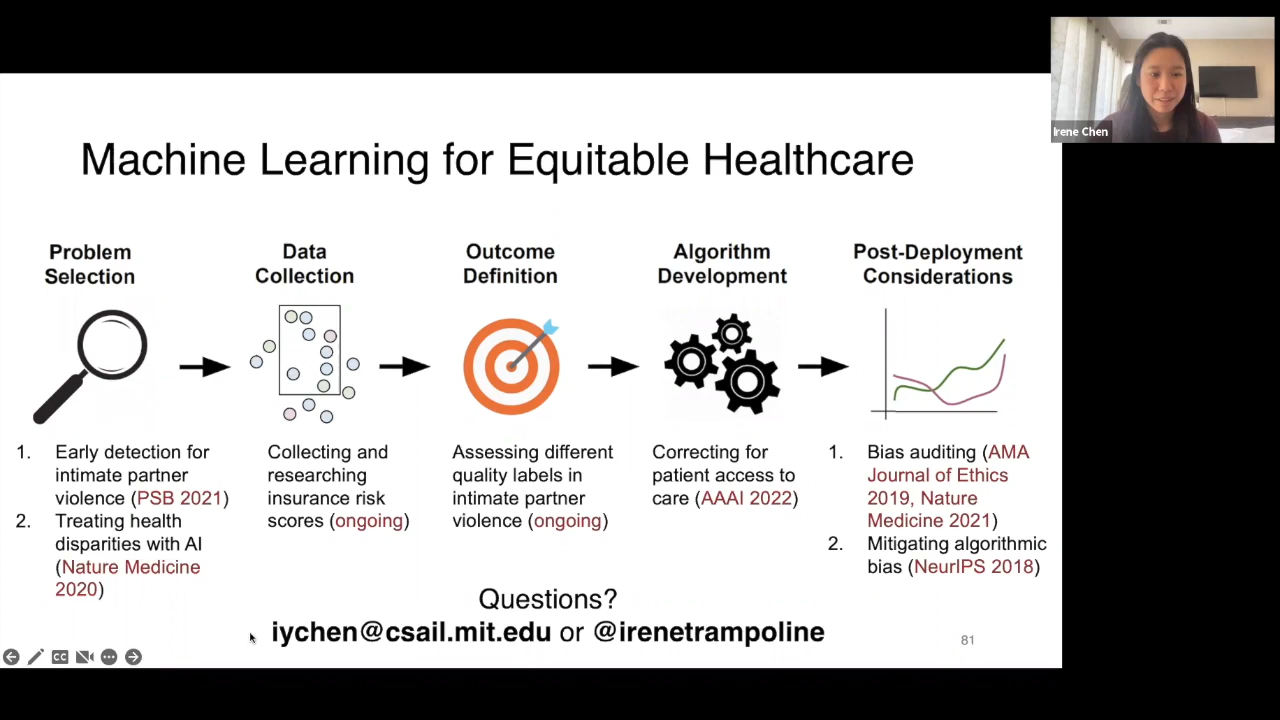 Irene Chen
Machine Learning for Equitable Healthcare
Problem
Selection
Data
Collection
Outcome
Definition
Algorithm
Development
Post-Deployment
Considerations
1. Early detection for
intimate partner
violence (PSB 2021)
2. Treating health
disparities with AI
(Nature Medicine
2020)
Collecting and
researching
insurance risk
scores (ongoing)
Assessing different
quality labels in
intimate partner
violence (ongoing)
Correcting for
patient access to
care (AAAI 2022)
1. Bias auditing (AMA
Journal of Ethics
2019, Nature
Medicine 2021)
2. Mitigating algorithmic
bias (NeurIPS 2018)
Questions?
iychen@csail.mit.edu or @irenetrampoline
81
CC